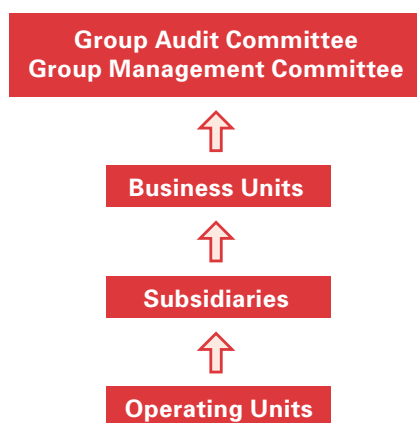 Group Audit Committee
Group Management Committee
Business Units
Subsidiaries
Operating Units